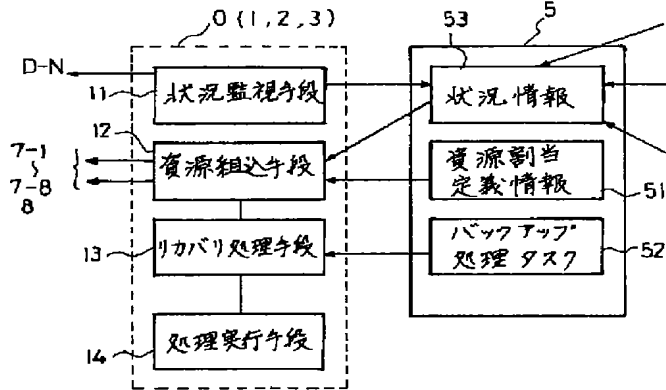 0 (1, 2, 3)
5
53
D-N
11
状況監視手段
状況情報
12
7-1
〜
7-8
8
資源組込手段
資源割当
定義情報
51
13
リカバリ処理手段
バックアップ
処理タスク
52
14
処理実行手段